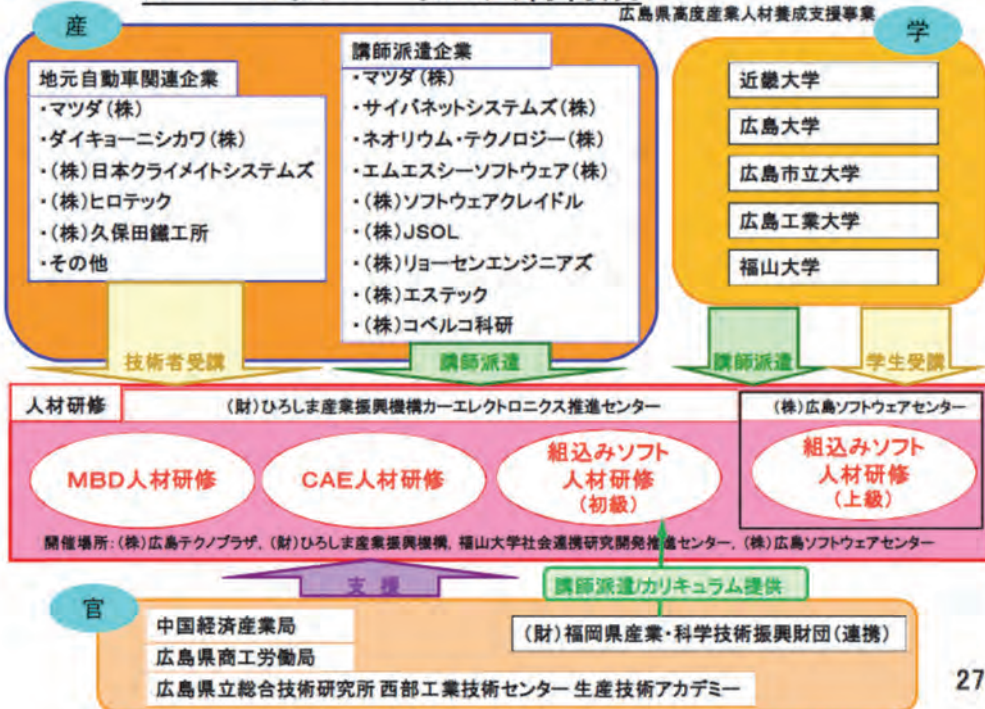 広島県高度産業人材養成支援事業
産
地元自動車関連企業
・マツダ(株)
・ダイキョーニシカワ(株)
・(株)日本クライメイトシステムズ
・(株)ヒロテック
・(株)久保田鐵工所
・その他
講師派遣企業
・マツダ(株)
・サイバネットシステムズ(株)
・ネオリウム・テクノロジー(株)
・エムエスシーソフトウェア(株)
・(株)ソフトウェアクレイドル
・(株)JSOL
・(株)リョーセンエンジニアズ
・(株)エステック
・(株)コベルコ科研
学
近畿大学
広島大学
広島市立大学
広島工業大学
福山大学
技術者受講
講師派遣
講師派遣
学生受講
人材研修
(財)ひろしま産業振興機構カーエレクトロニクス推進センター
(株)広島ソフトウェアセンター
MBD人材研修
CAE人材研修
組込みソフト
人材研修
(初級)
組込みソフト
人材研修
(上級)
開催場所:(株)広島テクノプラザ, (財)ひろしま産業振興機構, 福山大学社会連携研究開発推進センター, (株)広島ソフトウェアセンター
支援
講師派遣/カリキュラム提供
官
中国経済産業局
広島県商工労働局
広島県立総合技術研究所 西部工業技術センター 生産技術アカデミー
(財)福岡県産業・科学技術振興財団(連携)
27